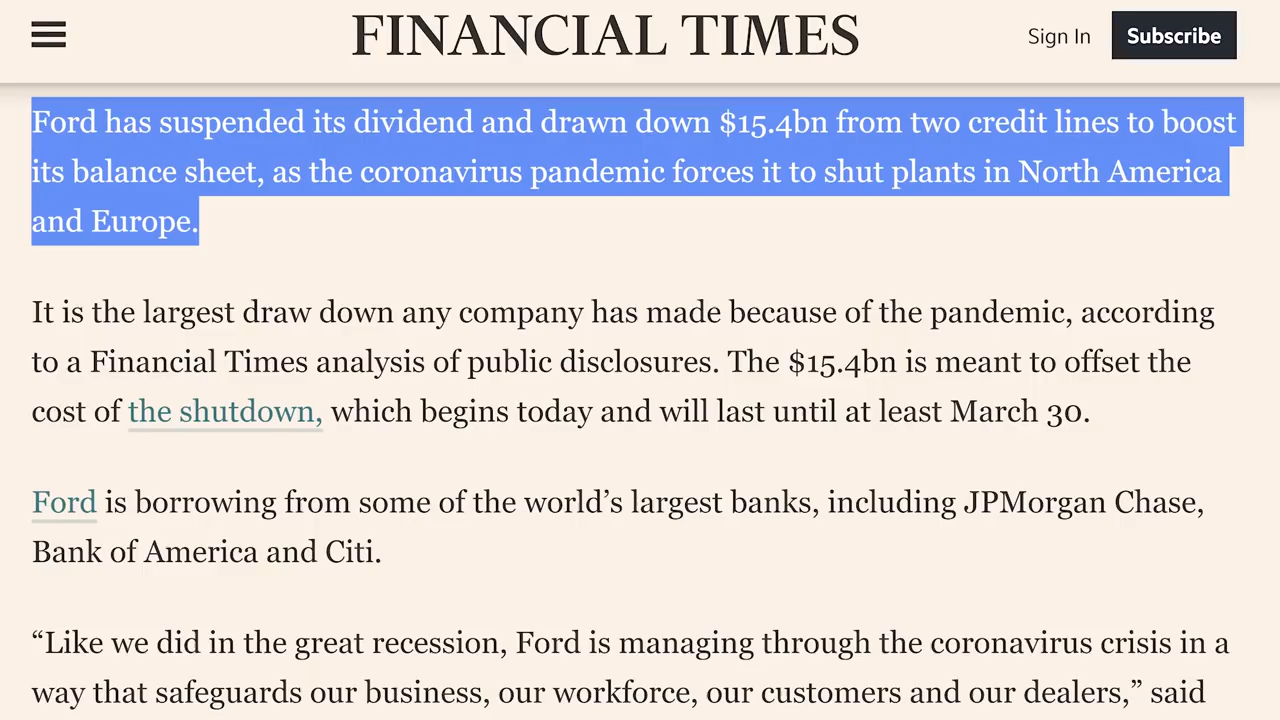 FINANCIAL TIMES
Sign In
Subscribe
Ford has suspended its dividend and drawn down $15.4bn from two credit lines to boost
its balance sheet, as the coronavirus pandemic forces it to shut plants in North America
and Europe.
It is the largest draw down any company has made because of the pandemic, according
to a Financial Times analysis of public disclosures. The $15.4bn is meant to offset the
cost of the shutdown, which begins today and will last until at least March 30.
Ford is borrowing from some of the world’s largest banks, including JPMorgan Chase,
Bank of America and Citi.
“Like we did in the great recession, Ford is managing through the coronavirus crisis in a
way that safeguards our business, our workforce, our customers and our dealers,” said